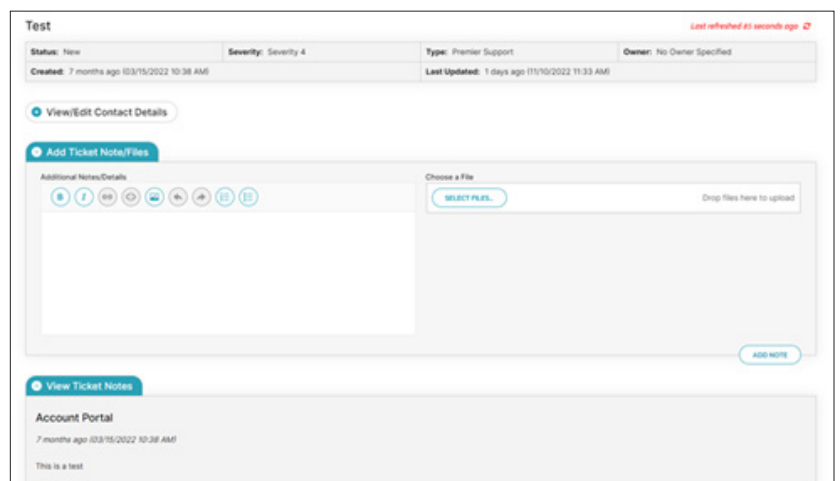 Test
Last refreshed 61 seconds ago
Status: New Severity: Severity 4 Type: Premier Support Owner: No Owner Specified
Created: 7 months ago (03/15/2022 10:38 AM) Last Updated: 1 days ago (11/10/2022 11:33 AM)
View/Edit Contact Details
Add Ticket Note/Files
Additional Notes/Details Choose a File
B I
SELECT FILES... Drop files here to upload
ADD NOTE
View Ticket Notes
Account Portal
7 months ago (03/15/2022 10:38 AM)
This is a test